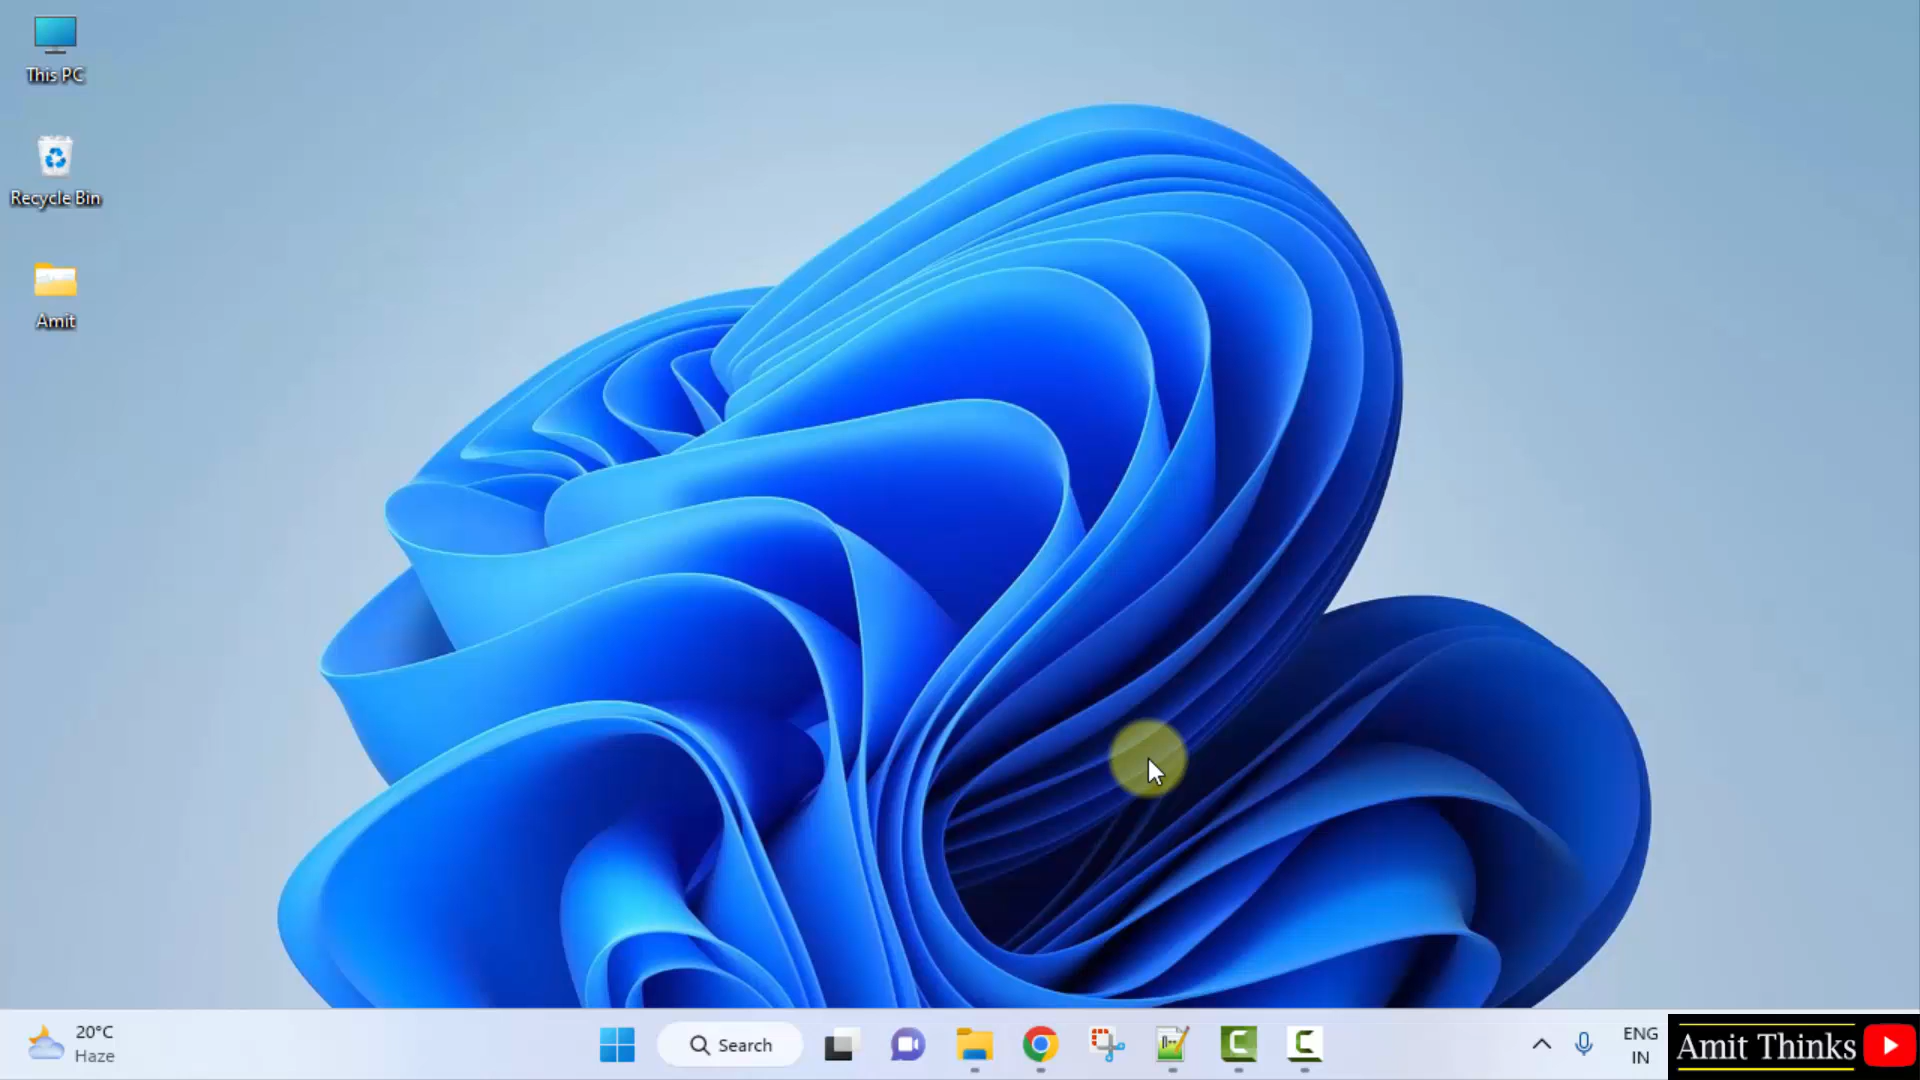 This PC
Recycle Bin
Amit
20°C
Haze
Search
ENG
IN
Amit Thinks